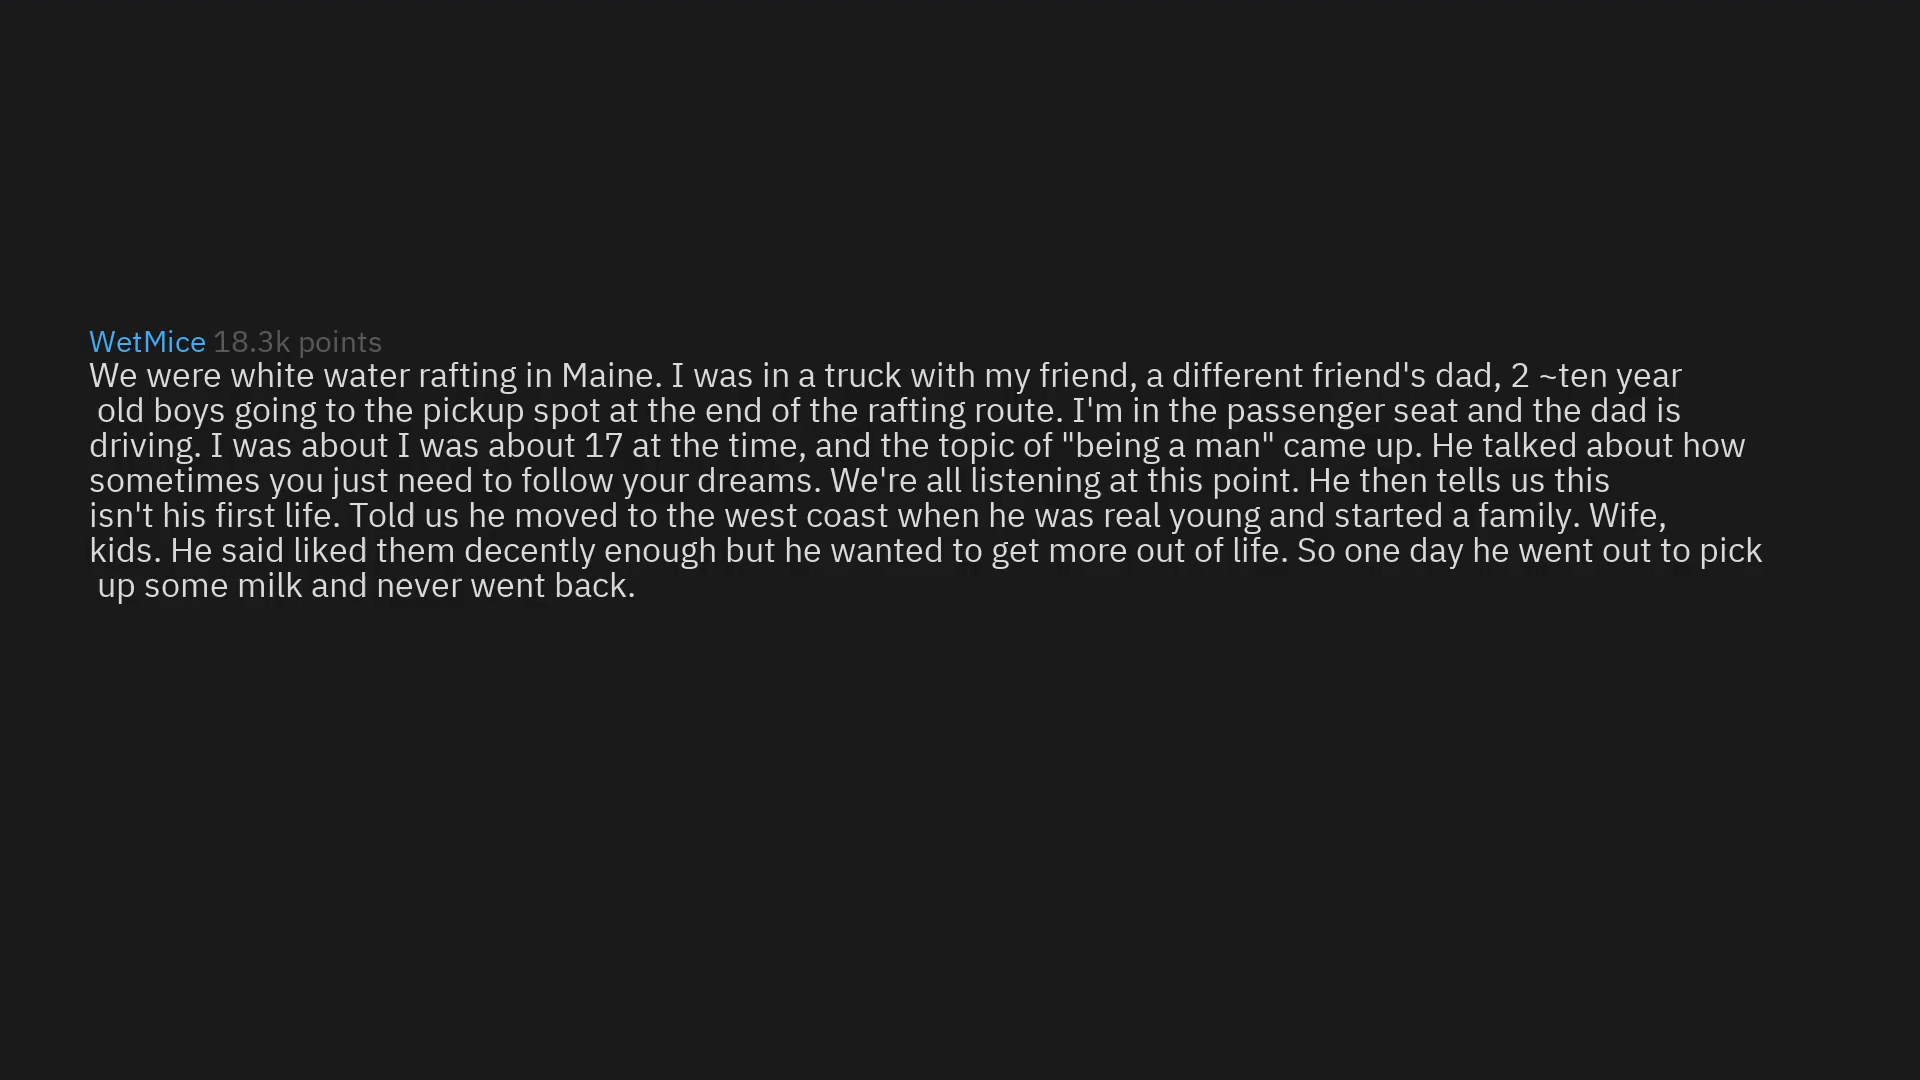 WetMice 18.3k points
We were white water rafting in Maine. I was in a truck with my friend, a different friend's dad, 2 ~ten year
old boys going to the pickup spot at the end of the rafting route. I'm in the passenger seat and the dad is
driving. I was about I was about 17 at the time, and the topic of "being a man" came up. He talked about how
sometimes you just need to follow your dreams. We're all listening at this point. He then tells us this
isn't his first life. Told us he moved to the west coast when he was real young and started a family. Wife,
kids. He said liked them decently enough but he wanted to get more out of life. So one day he went out to pick
up some milk and never went back.